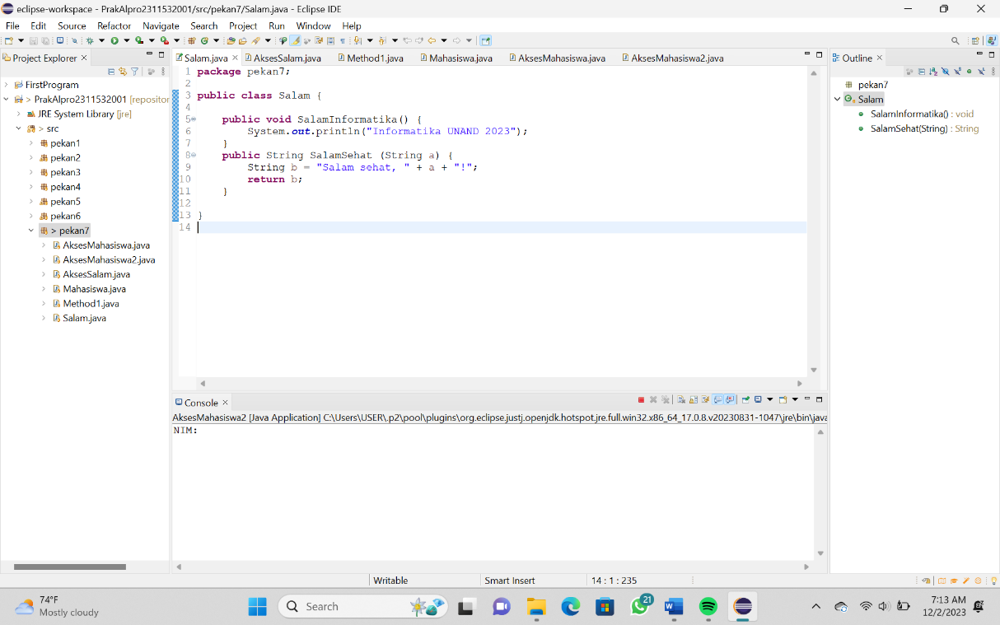 eclipse-workspace - PrakAlpro2311532001/src/pekan7/Salam.java - Eclipse IDE
File Edit Source Refactor Navigate Search Project Run Window Help
Project Explorer
FirstProgram
> PrakAlpro2311532001 [repositor
JRE System Library [jre]
> src
pekan1
pekan2
pekan3
pekan4
pekan5
pekan6
> pekan7
AksesMahasiswa.java
AksesMahasiswa2.java
AksesSalam.java
Mahasiswa.java
Method1.java
Salam.java
Salam.java AksesSalam.java Method1.java Mahasiswa.java AksesMahasiswa.java AksesMahasiswa2.java
1 package pekan7;
2
3 public class Salam {
4
5 public void SalamInformatika() {
6 System.out.println("Informatika UNAND 2023");
7 }
8 public String SalamSehat (String a) {
9 String b = "Salam sehat, " + a + "!";
10 return b;
11 }
12
13 }
14
Console
AksesMahasiswa2 [Java Application] C:\Users\USER\.p2\pool\plugins\org.eclipse.justj.openjdk.hotspot.jre.full.win32.x86_64_17.0.8.v20230831-1047\jre\bin\java
NIM:
Outline
pekan7
Salam
SalamInformatika() : void
SalamSehat(String) : String
Writable Smart Insert 14 : 1 : 235
74°F
Mostly cloudy
Search
21
7:13 AM
12/2/2023